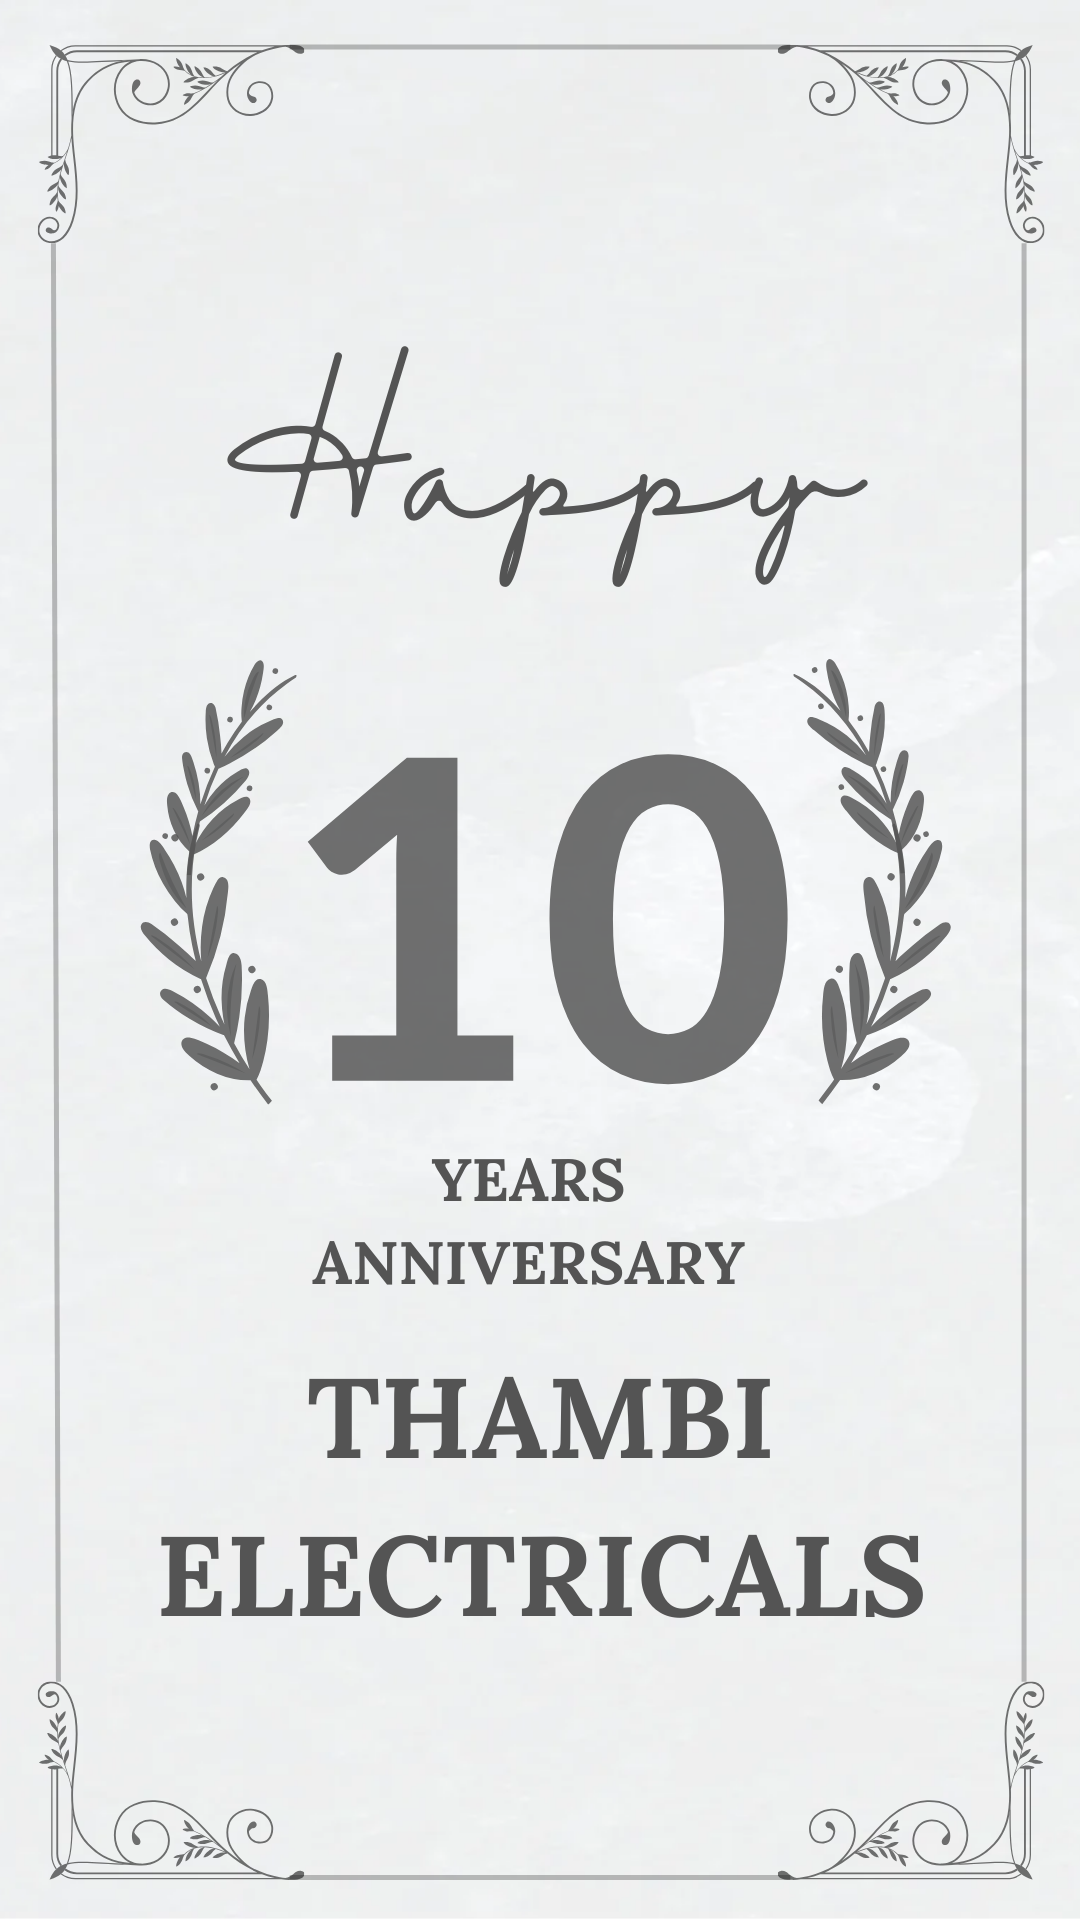 Happy
10
YEARS
ANNIVERSARY
THAMBI
ELECTRICALS